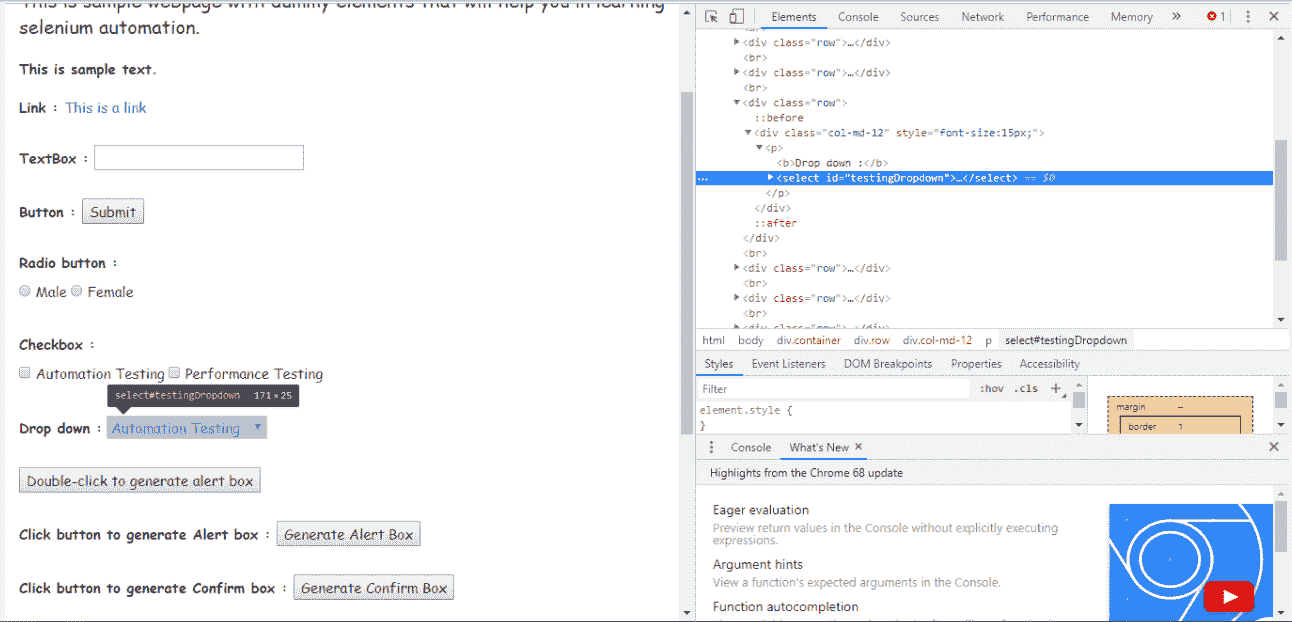 This is sample webpage with dummy elements that will help you in learning
selenium automation.
This is sample text.
Link : This is a link
TextBox :
Button : Submit
Radio button :
Male Female
Checkbox :
Automation Testing Performance Testing
select#testingDropdown 171×25
Drop down : Automation Testing
Double-click to generate alert box
Click button to generate Alert box : Generate Alert Box
Click button to generate Confirm box : Generate Confirm Box
Elements Console Sources Network Performance Memory » 1
<div class="row">…</div>
<br>
<div class="row">…</div>
<br>
<div class="row">
::before
<div class="col-md-12" style="font-size:15px;">
<p>
<b>Drop down :</b>
... <select id="testingDropdown">…</select> == $0
</p>
</div>
::after
</div>
<br>
<div class="row">…</div>
<br>
<div class="row">…</div>
<br>
<div class="row">…</div>
html body div.container div.row div.col-md-12 p select#testingDropdown
Styles Event Listeners DOM Breakpoints Properties Accessibility
Filter :hov .cls +
element.style {
}
margin –
border 1
Console What's New ×
Highlights from the Chrome 68 update
Eager evaluation
Preview return values in the Console without explicitly executing
expressions.
Argument hints
View a function's expected arguments in the Console.
Function autocompletion